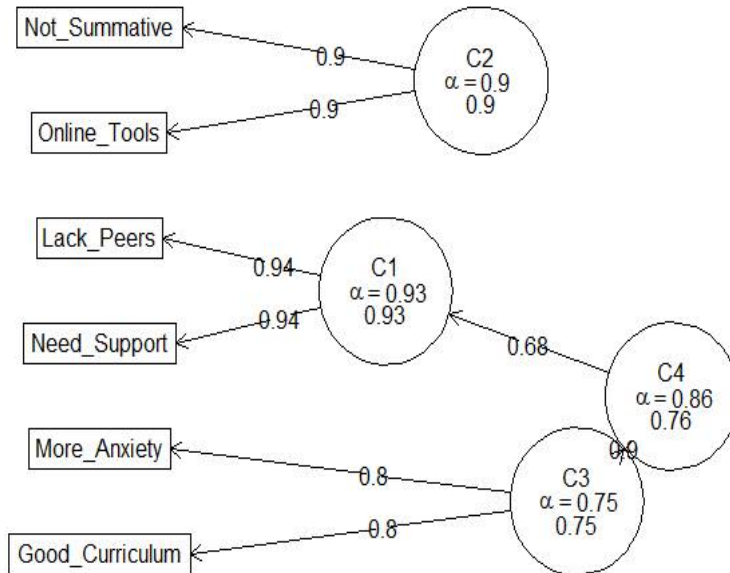 Not_Summative
0.9
C2
α = 0.9
0.9
Online_Tools
0.9
Lack_Peers
0.94
C1
α = 0.93
0.93
Need_Support
0.94
0.68
C4
α = 0.86
0.76
More_Anxiety
0.8
0.9
C3
α = 0.75
0.75
Good_Curriculum
0.8